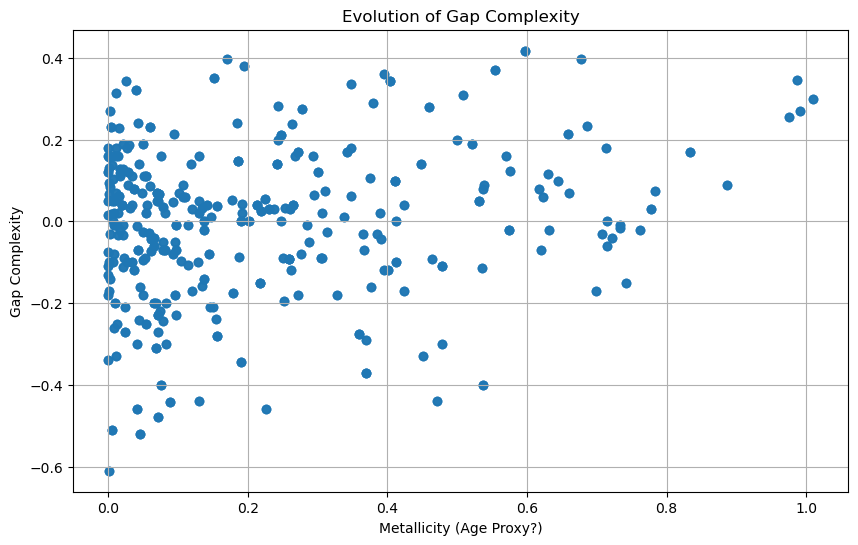 Evolution of Gap Complexity
Gap Complexity
0.4
0.2
0.0
−0.2
−0.4
−0.6
0.0 0.2 0.4 0.6 0.8 1.0
Metallicity (Age Proxy?)